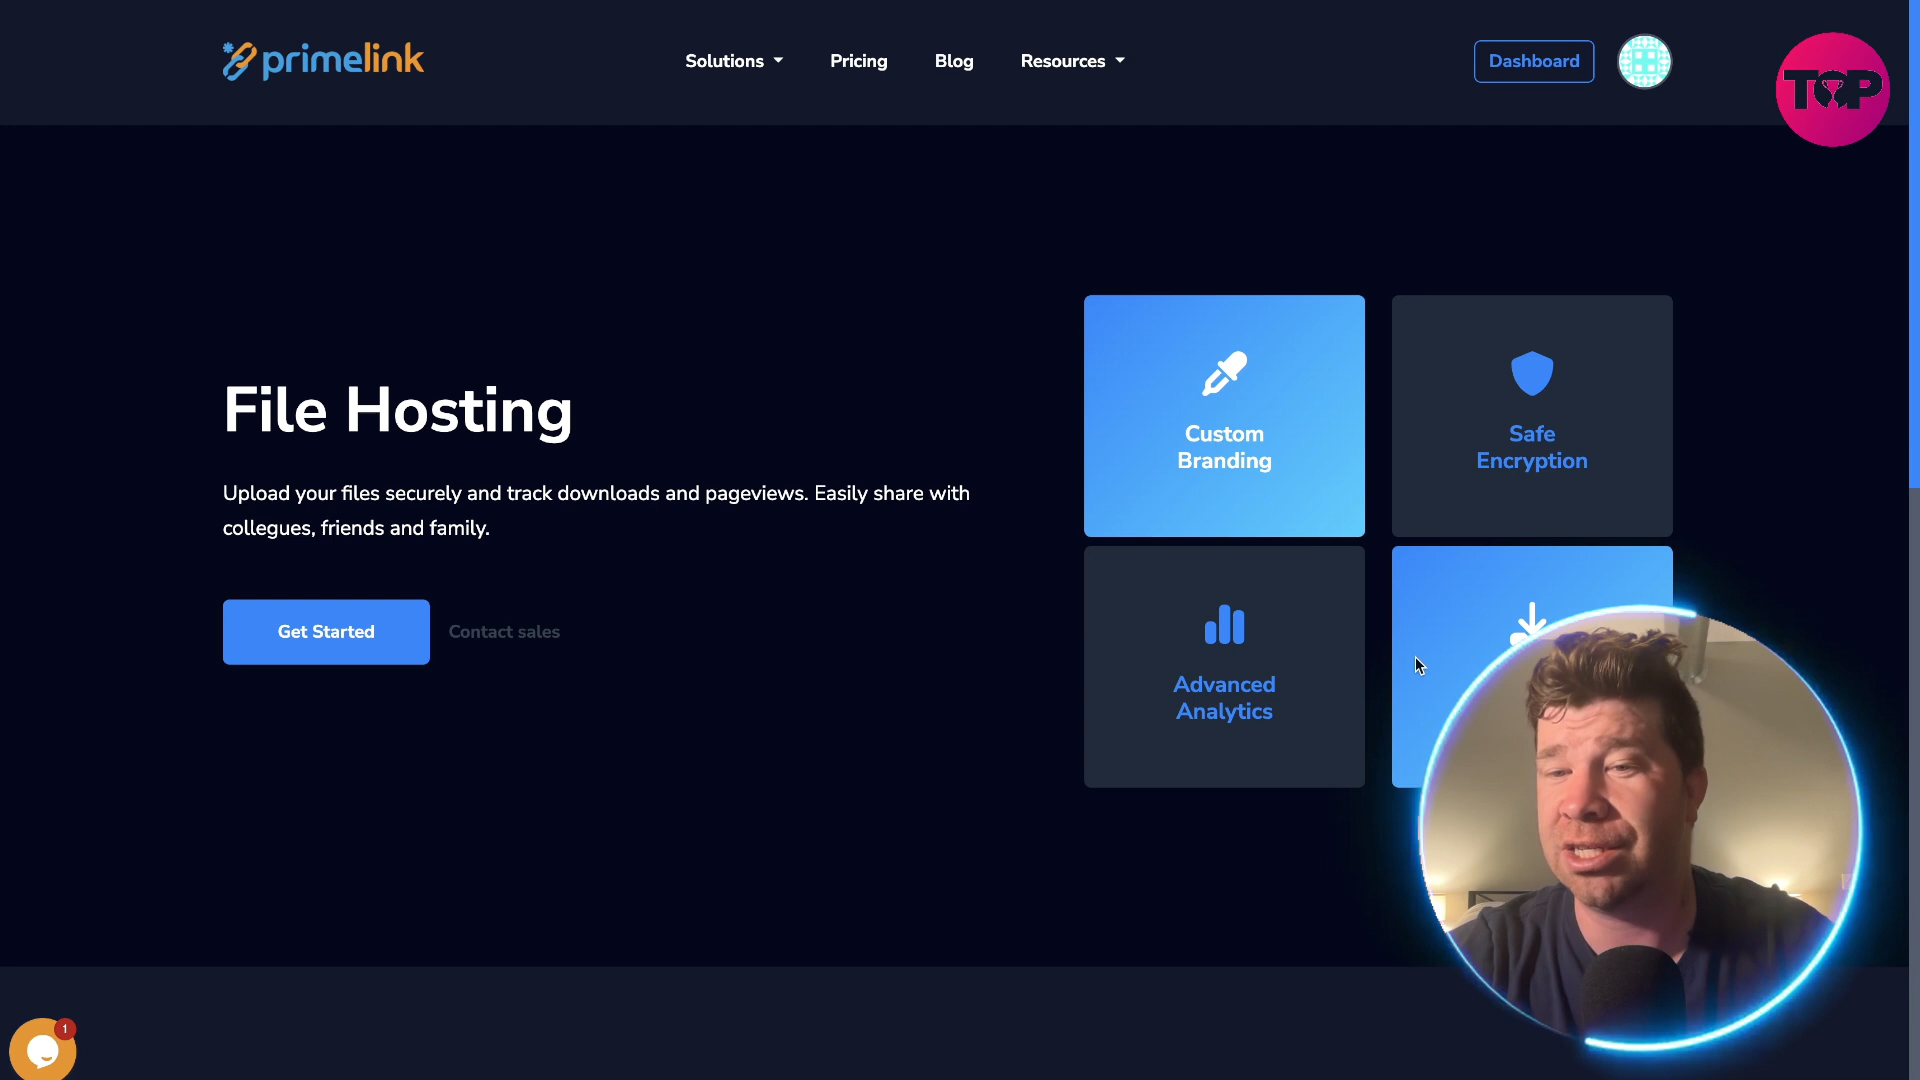 primelink
Solutions
Pricing
Blog
Resources
Dashboard
TOP
File Hosting
Upload your files securely and track downloads and pageviews. Easily share with
collegues, friends and family.
Get Started
Contact sales
Custom
Branding
Safe
Encryption
Advanced
Analytics
1